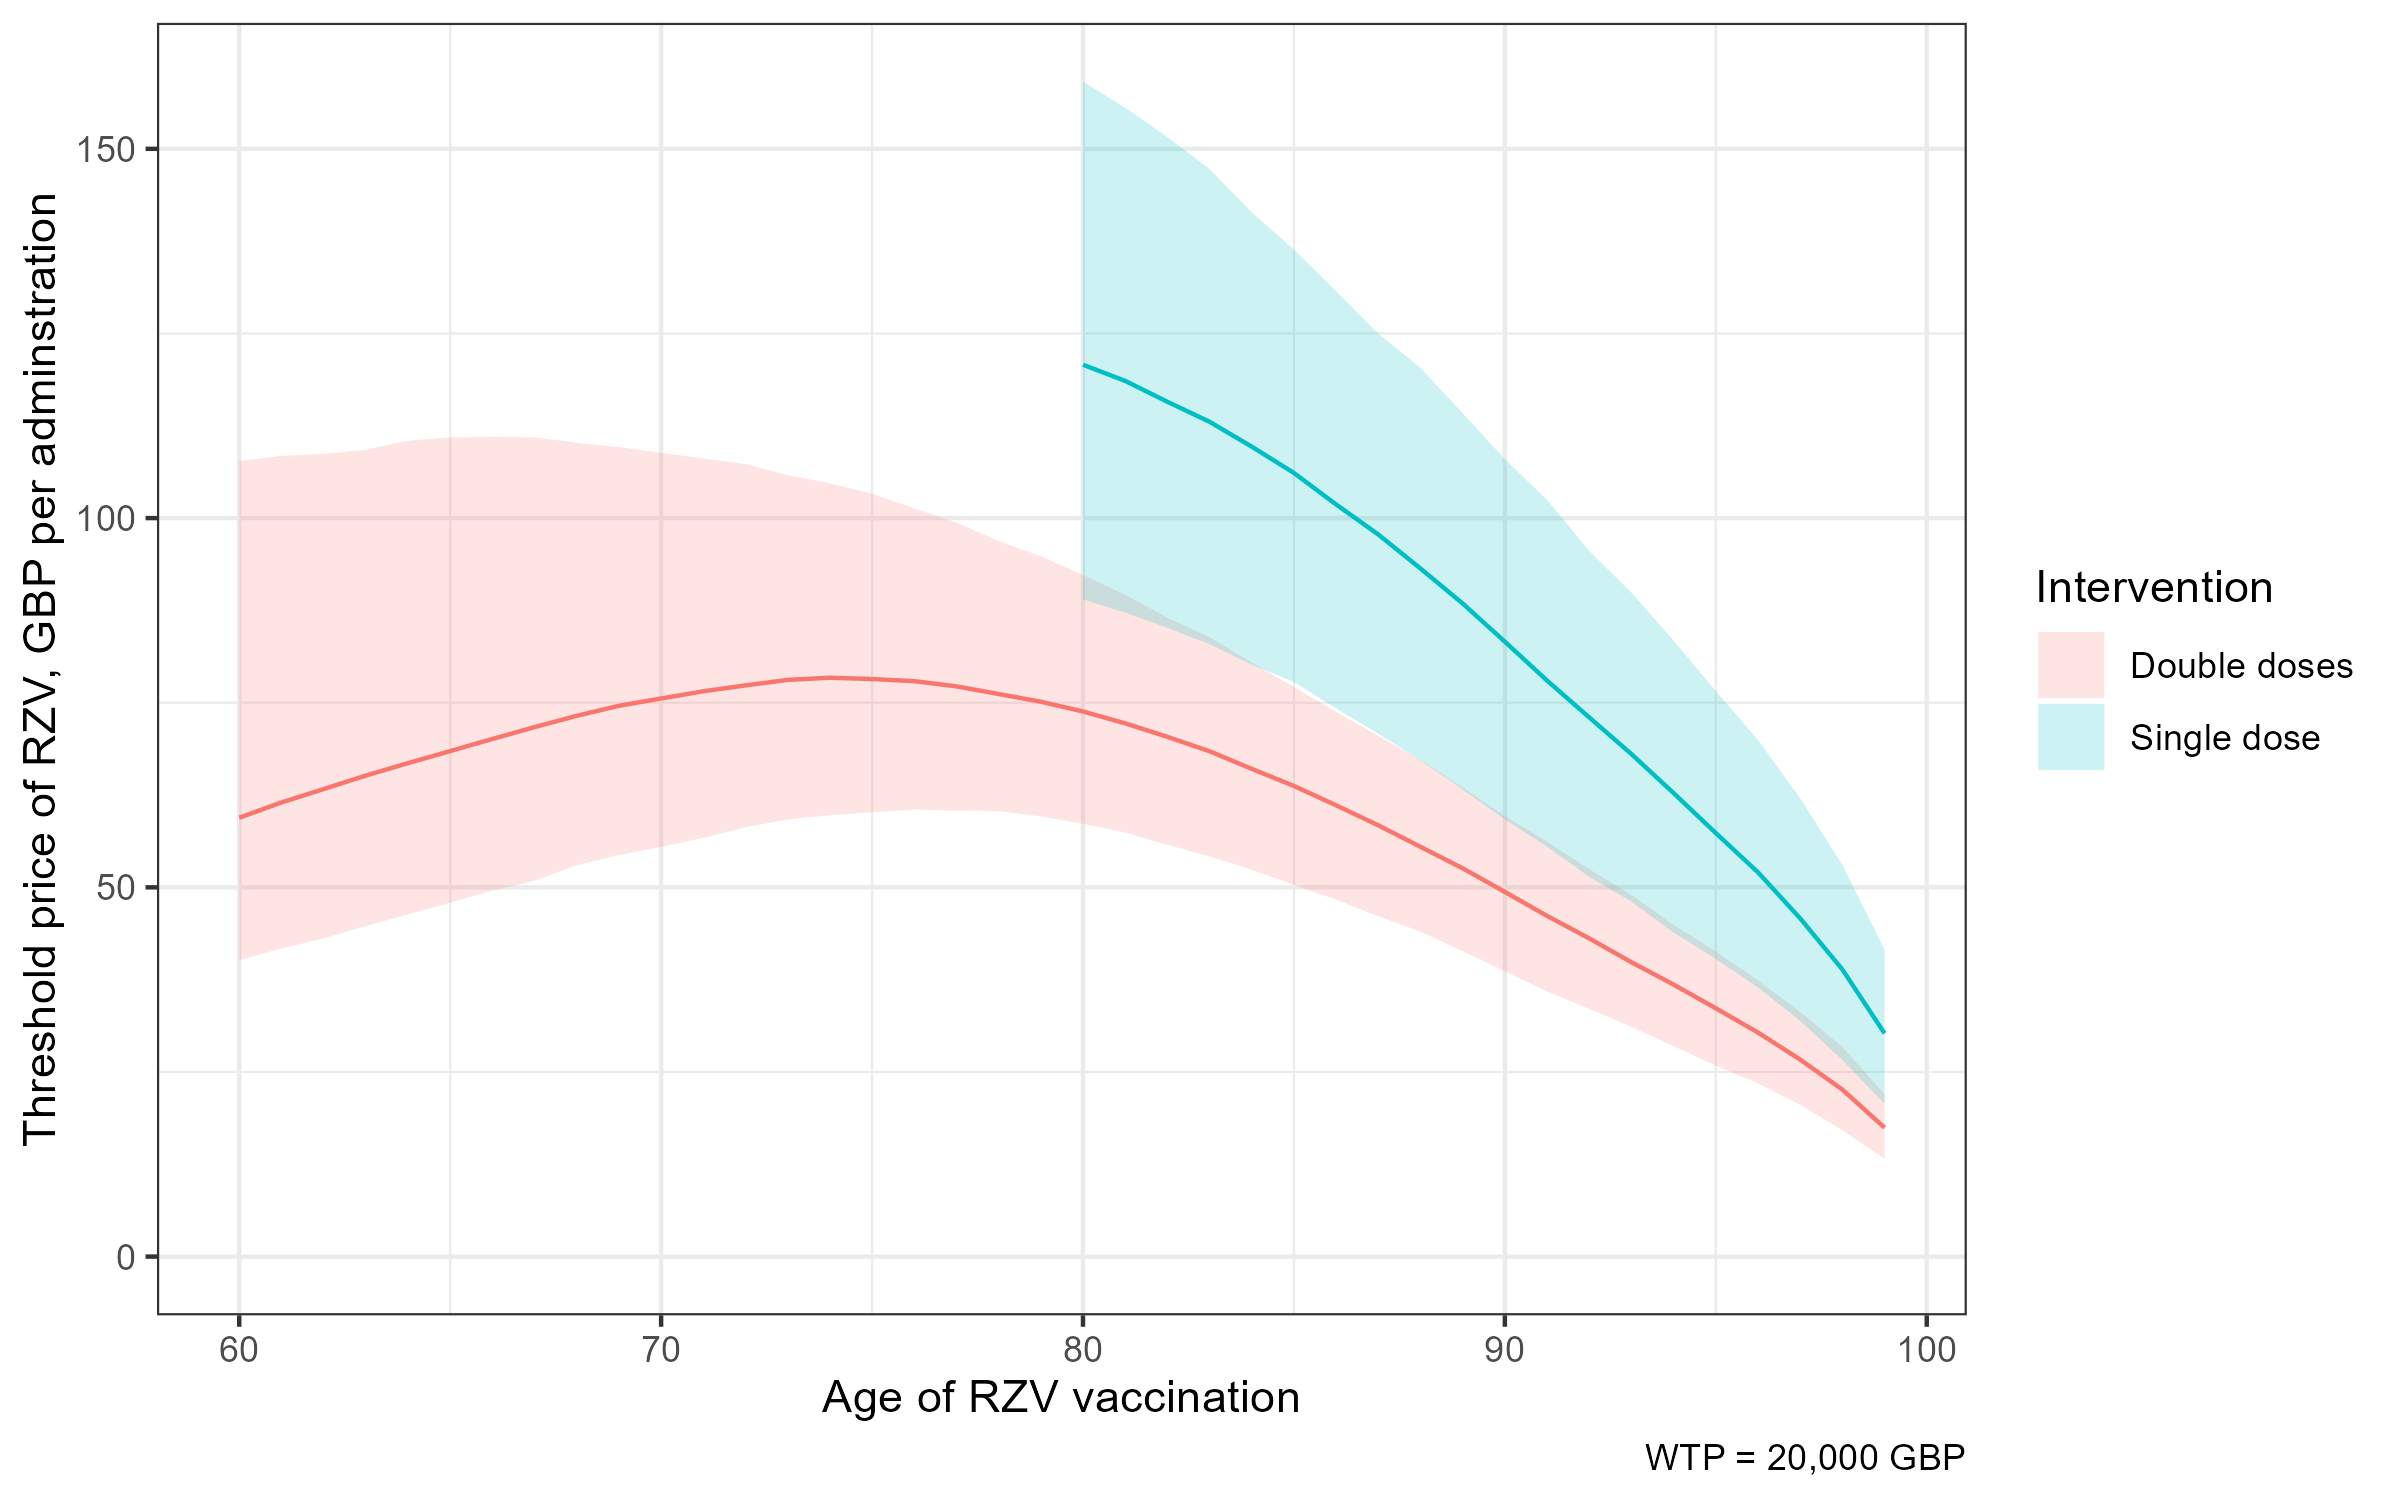 Threshold price of RZV, GBP per adminstration
150
100
50
0
60 70 80 90 100
Age of RZV vaccination
Intervention
Double doses
Single dose
WTP = 20,000 GBP